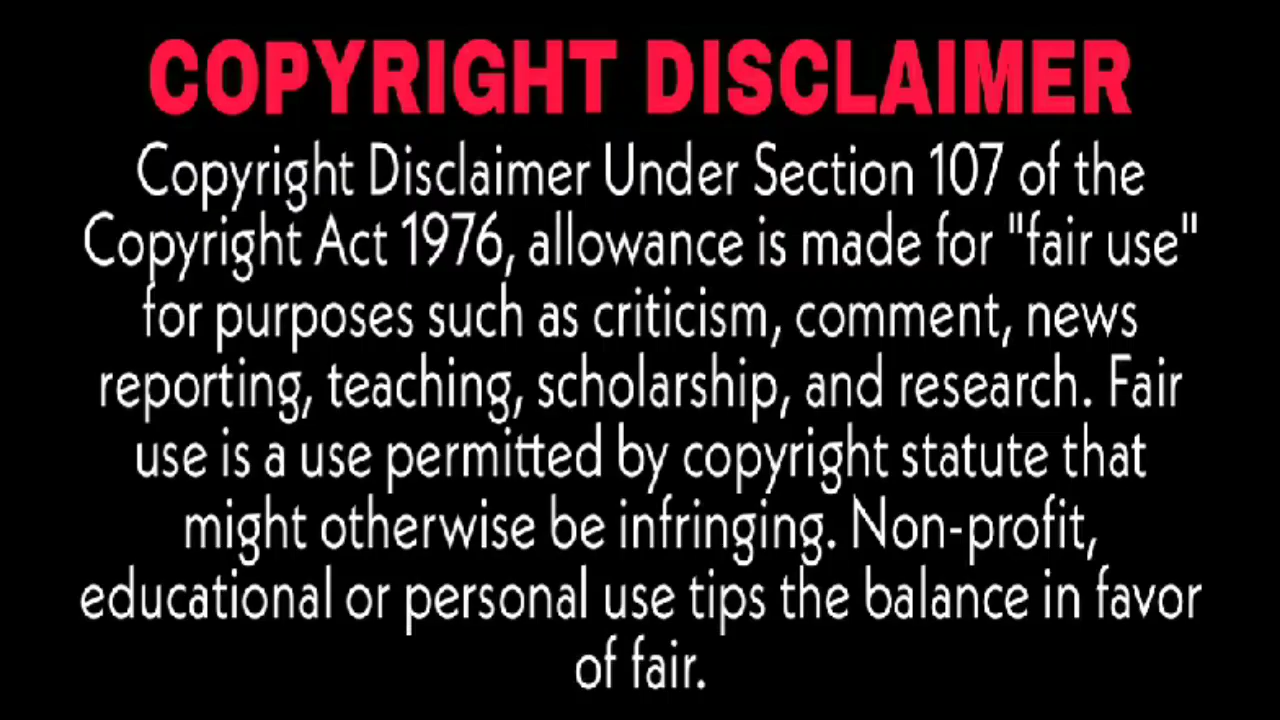 COPYRIGHT DISCLAIMER
Copyright Disclaimer Under Section 107 of the
Copyright Act 1976, allowance is made for "fair use"
for purposes such as criticism, comment, news
reporting, teaching, scholarship, and research. Fair
use is a use permitted by copyright statute that
might otherwise be infringing. Non-profit,
educational or personal use tips the balance in favor
of fair.